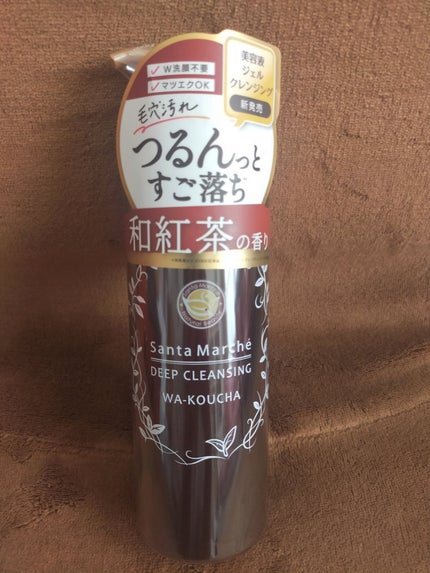 W洗顔不要
マツエクOK
美容液
ジェル
クレンジング
新発売
毛穴汚れ
つるんっと
すご落ち
和紅茶の香り
Santa Marché
DEEP CLEANSING
WA-KOUCHA